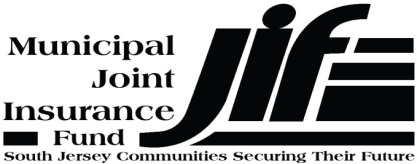 Municipal
Joint
Insurance
Fund
jif
South Jersey Communities Securing Their Future